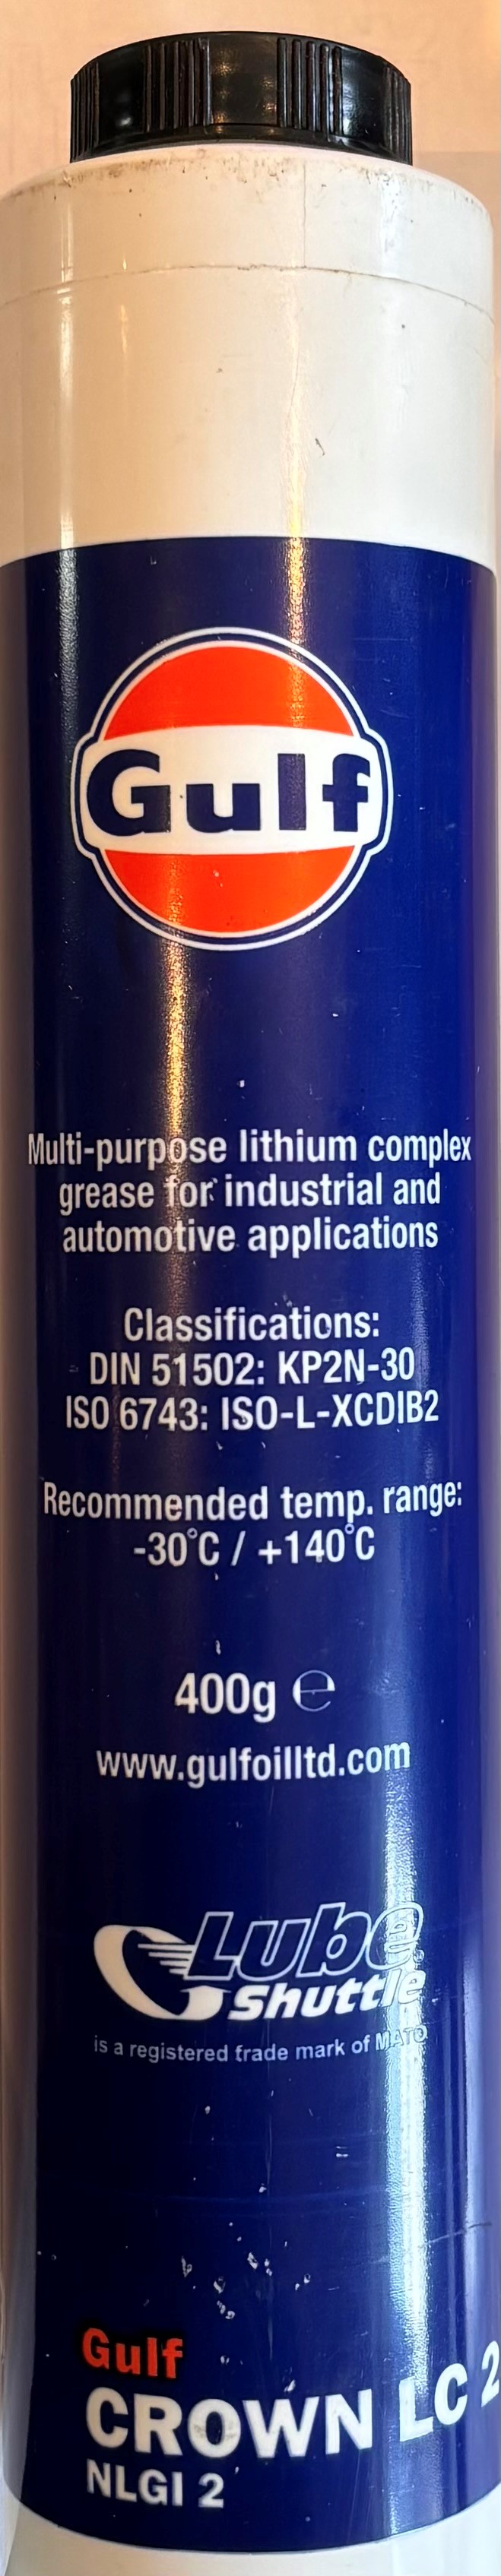 Gulf
Multi-purpose lithium complex
grease for industrial and
automotive applications
Classifications:
DIN 51502: KP2N-30
ISO 6743: ISO-L-XCDIB2
Recommended temp. range:
-30°C / +140°C
400g ℮
www.gulfoilltd.com
Lube
Shuttle
is a registered trade mark of MATO
Gulf
CROWN LC 2
NLGI 2